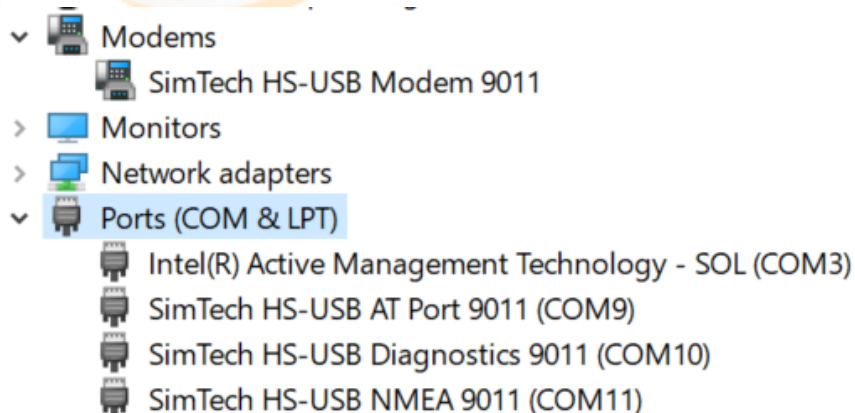 Modems
SimTech HS-USB Modem 9011
Monitors
Network adapters
Ports (COM & LPT)
Intel(R) Active Management Technology - SOL (COM3)
SimTech HS-USB AT Port 9011 (COM9)
SimTech HS-USB Diagnostics 9011 (COM10)
SimTech HS-USB NMEA 9011 (COM11)